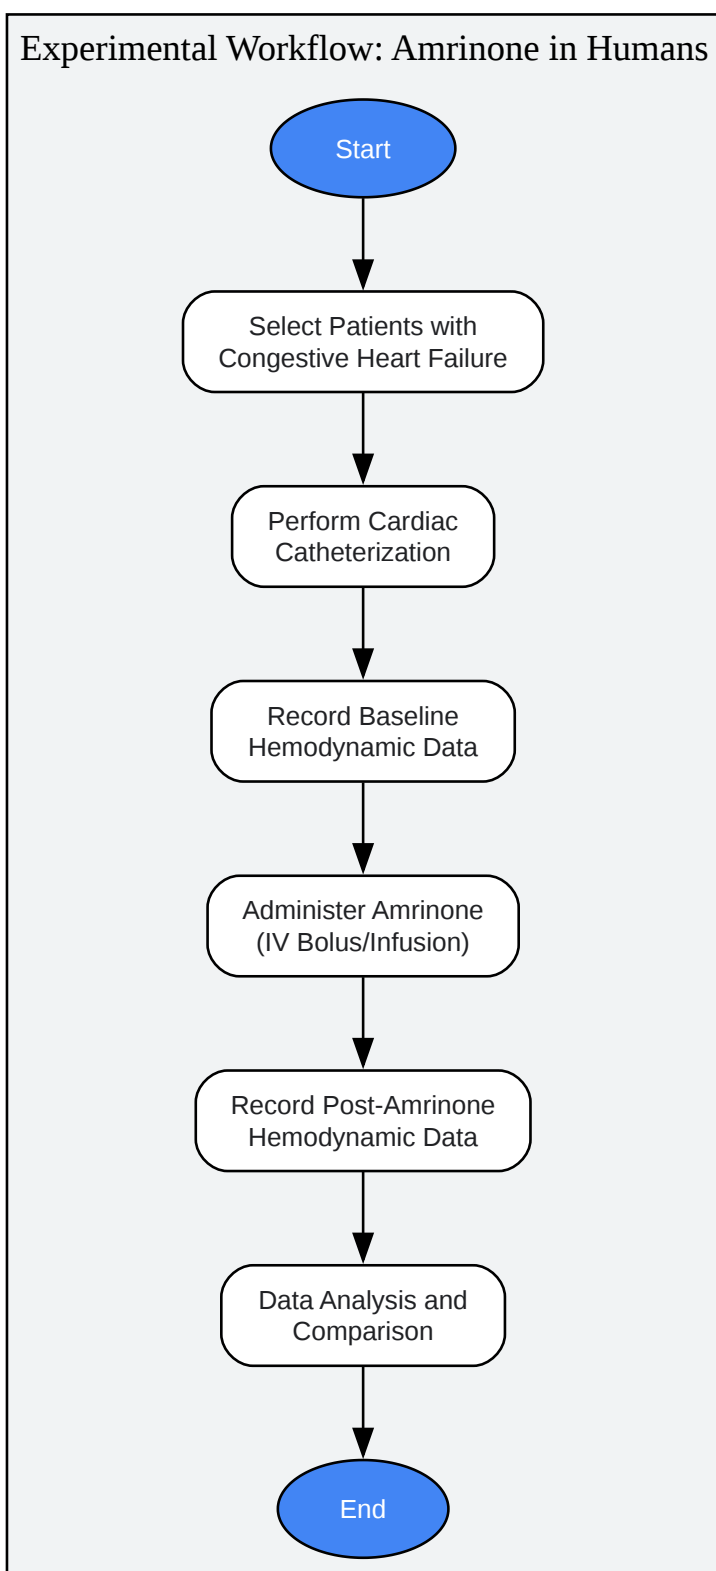 Experimental Workflow: Amrinone in Humans
Start
Select Patients with
Congestive Heart Failure
Perform Cardiac
Catheterization
Record Baseline
Hemodynamic Data
Administer Amrinone
(IV Bolus/Infusion)
Record Post-Amrinone
Hemodynamic Data
Data Analysis and
Comparison
End